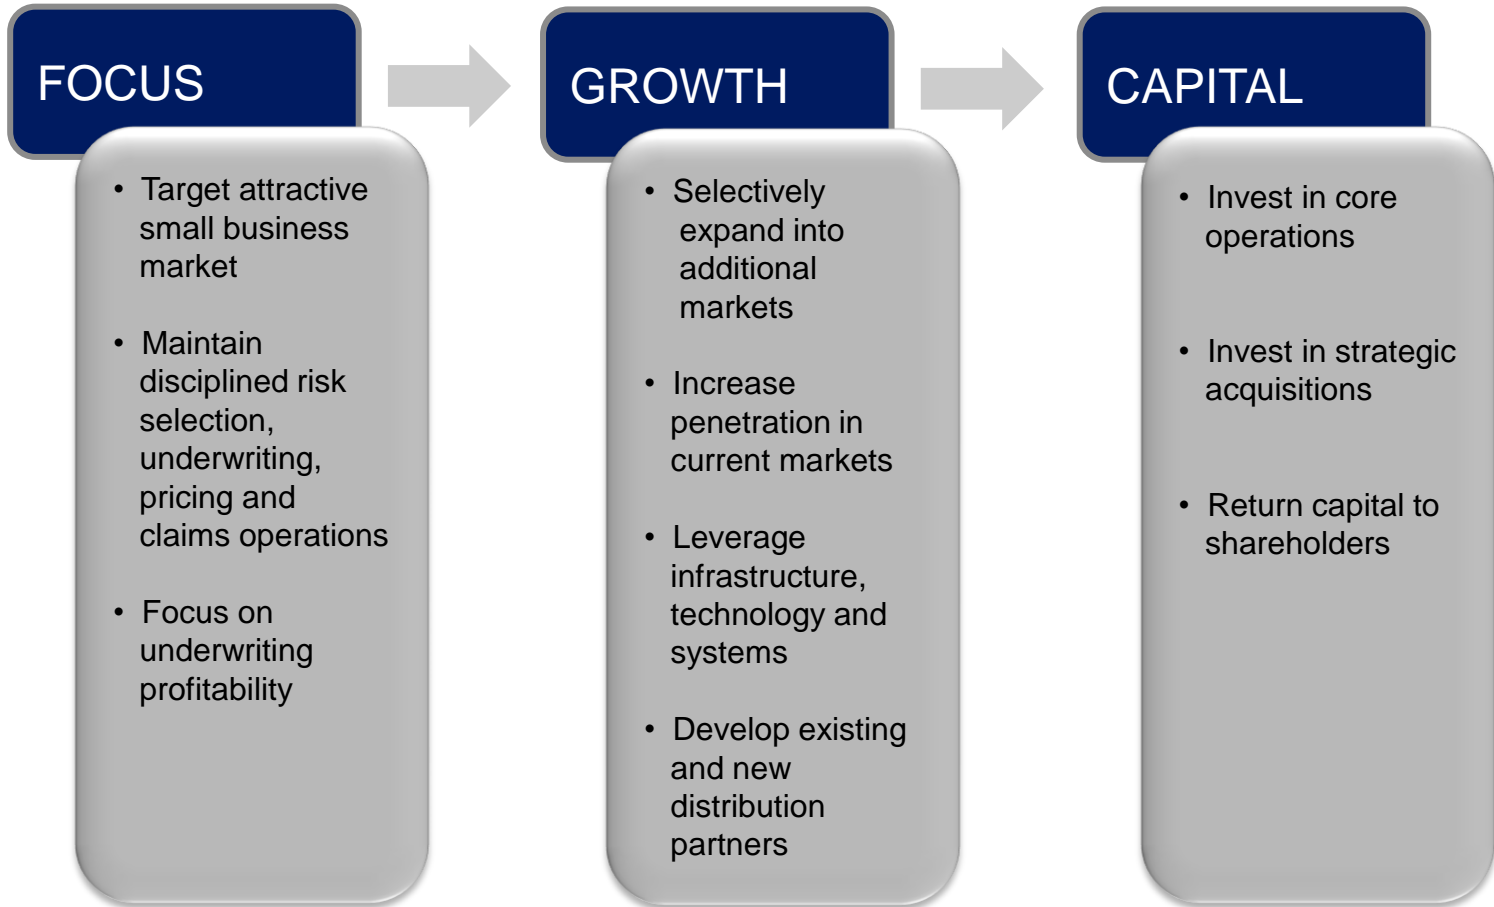 FOCUS
• Target attractive
small business
market
• Maintain
disciplined risk
selection,
underwriting,
pricing and
claims operations
• Focus on
underwriting
profitability
GROWTH
• Selectively
expand into
additional
markets
• Increase
penetration in
current markets
• Leverage
infrastructure,
technology and
systems
• Develop existing
and new
distribution
partners
CAPITAL
• Invest in core
operations
• Invest in strategic
acquisitions
• Return capital to
shareholders